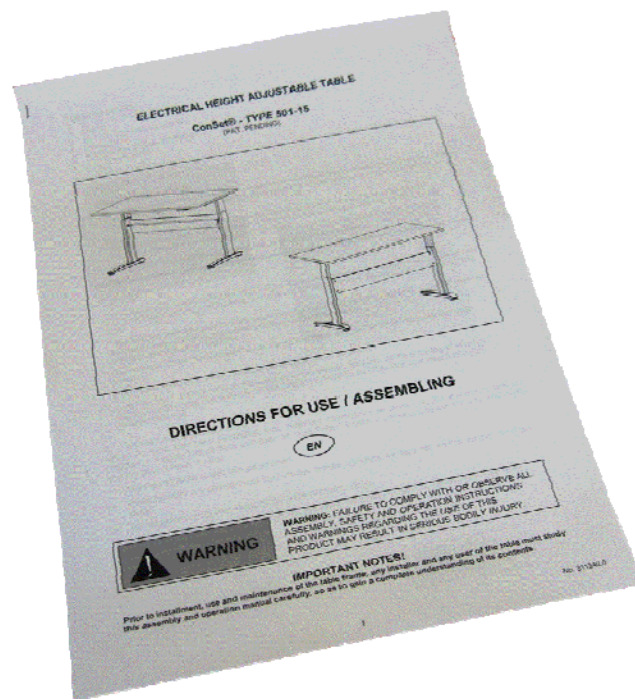 ELECTRICAL HEIGHT ADJUSTABLE TABLE
ConSet® - TYPE 501-15
(PAT. PENDING)
DIRECTIONS FOR USE / ASSEMBLING
EN
WARNING
WARNING: FAILURE TO COMPLY WITH OR OBSERVE ALL
ASSEMBLY, SAFETY AND OPERATION INSTRUCTIONS
AND WARNINGS REGARDING THE USE OF THIS
PRODUCT MAY RESULT IN SERIOUS BODILY INJURY
IMPORTANT NOTES!
Prior to installment, use and maintenance of the table frame, any installer and any user of the table must study
this assembly and operation manual carefully, so as to gain a complete understanding of its contents.
No.
1